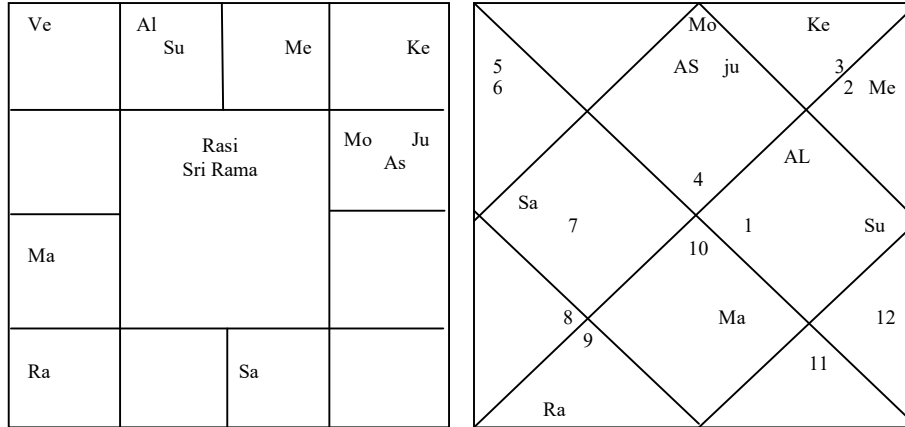 Ve
Al
Su
Me
Ke
Rasi
Sri Rama
Mo Ju
As
Ma
Ra
Sa
Mo
Ke
AS ju
5
6
3
2 Me
AL
4
Sa
7
1
Su
10
8
9
Ma
12
11
Ra